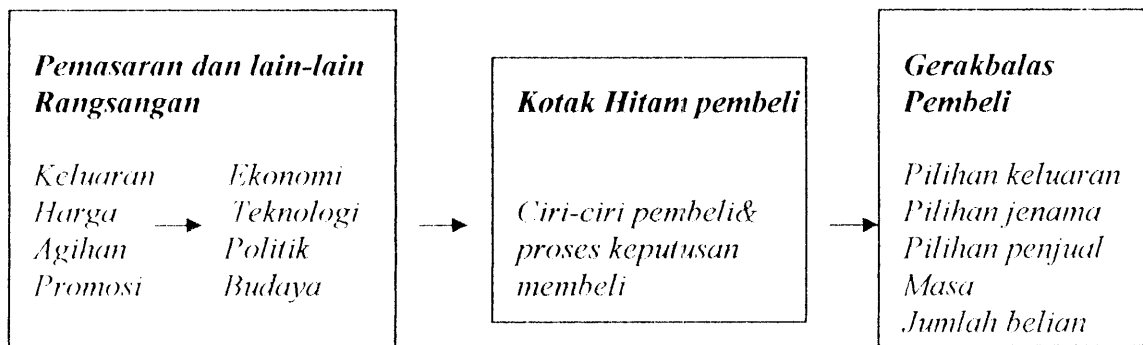 Pemasaran dan lain-lain
Rangsangan
Keluaran Ekonomi
Harga Teknologi
Agihan Politik
Promosi Budaya
Kotak Hitam pembeli
Ciri-ciri pembeli&
proses keputusan
membeli
Gerakbalas
Pembeli
Pilihan keluaran
Pilihan jenama
Pilihan penjual
Masa
Jumlah belian